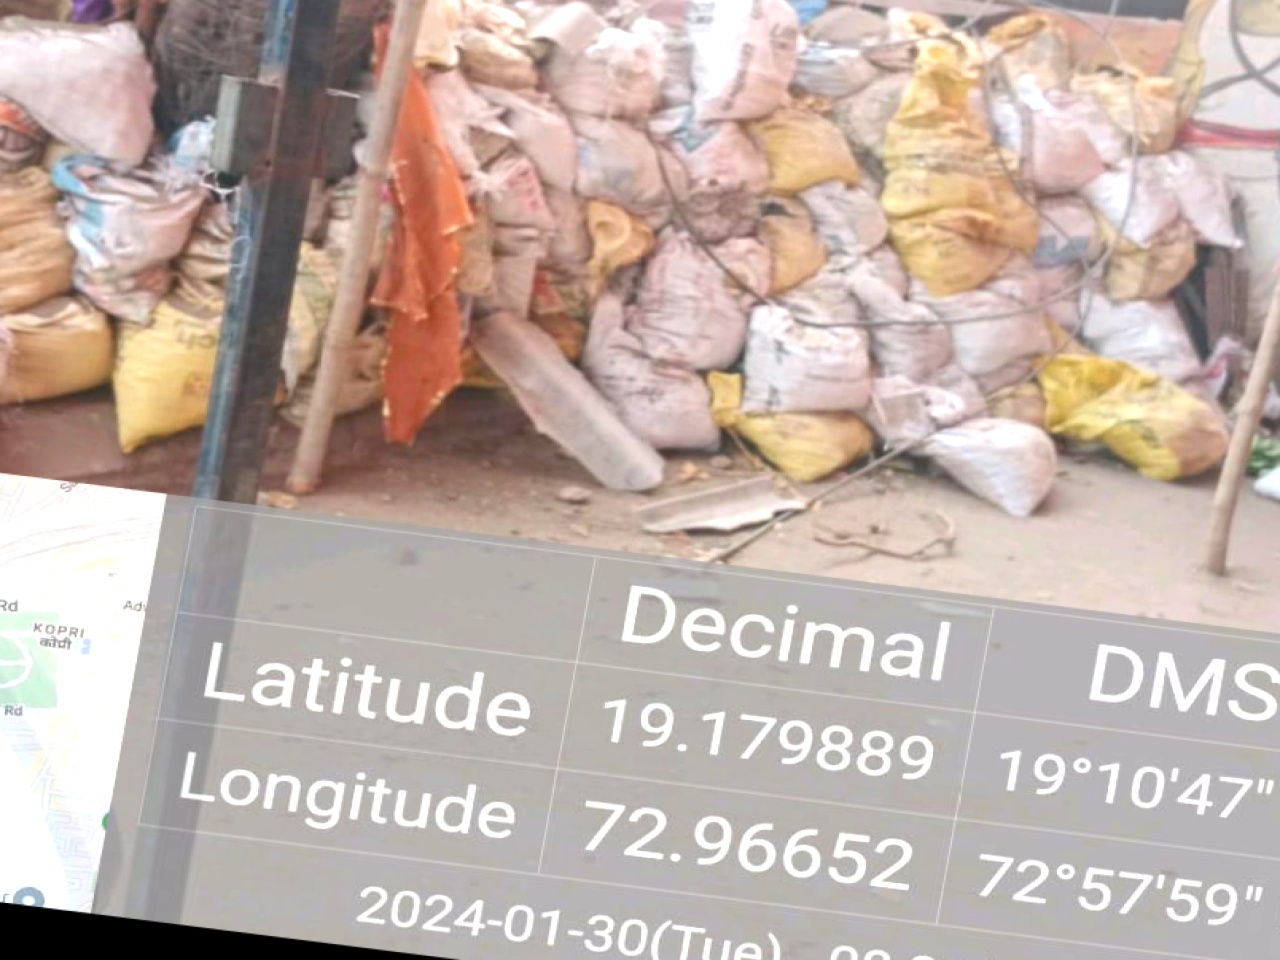 Rd
KOPRI
कोपरी
Rd
Decimal DMS
Latitude 19.179889 19°10'47"
Longitude 72.96652 72°57'59"
2024-01-30(Tue)